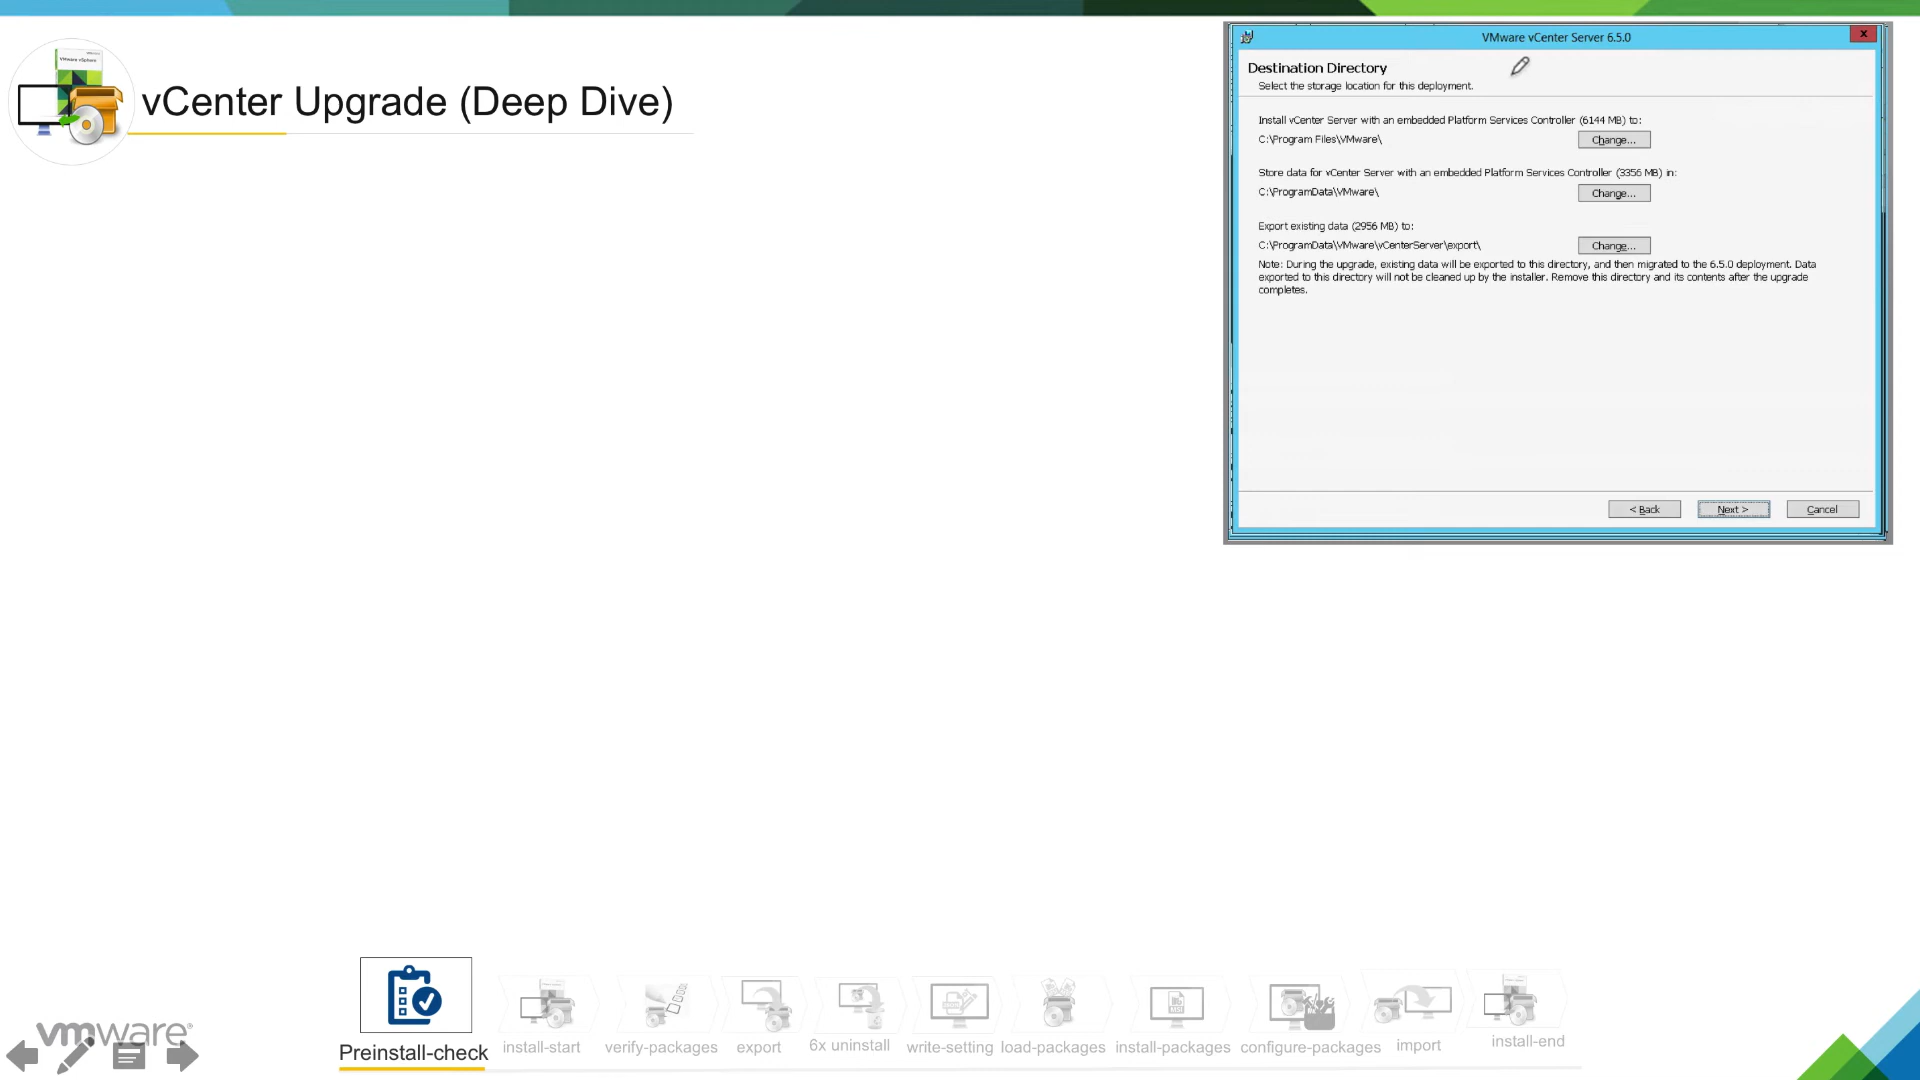 vCenter Upgrade (Deep Dive)
VMware vCenter Server 6.5.0
x
Destination Directory
Select the storage location for this deployment.
Install vCenter Server with an embedded Platform Services Controller (6144 MB) to:
C:\Program Files\VMware\
Change...
Store data for vCenter Server with an embedded Platform Services Controller (3356 MB) in:
C:\ProgramData\VMware\
Change...
Export existing data (2956 MB) to:
C:\ProgramData\VMware\vCenterServer\export\
Change...
Note: During the upgrade, existing data will be exported to this directory, and then migrated to the 6.5.0 deployment. Data
exported to this directory will not be cleaned up by the installer. Remove this directory and its contents after the upgrade
completes.
< Back
Next >
Cancel
vmware®
Preinstall-check
install-start
verify-packages
export
6x uninstall
write-setting
load-packages
install-packages
configure-packages
import
install-end